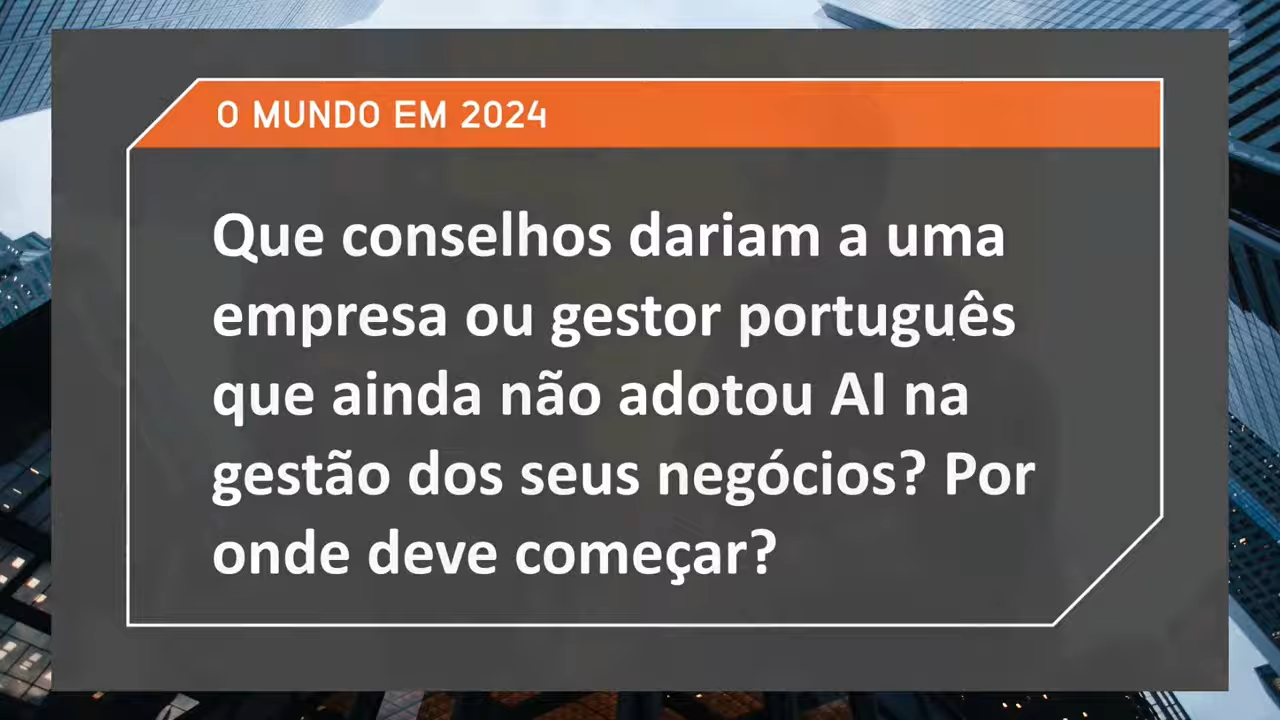 O MUNDO EM 2024
Que conselhos dariam a uma
empresa ou gestor português
que ainda não adotou AI na
gestão dos seus negócios? Por
onde deve começar?